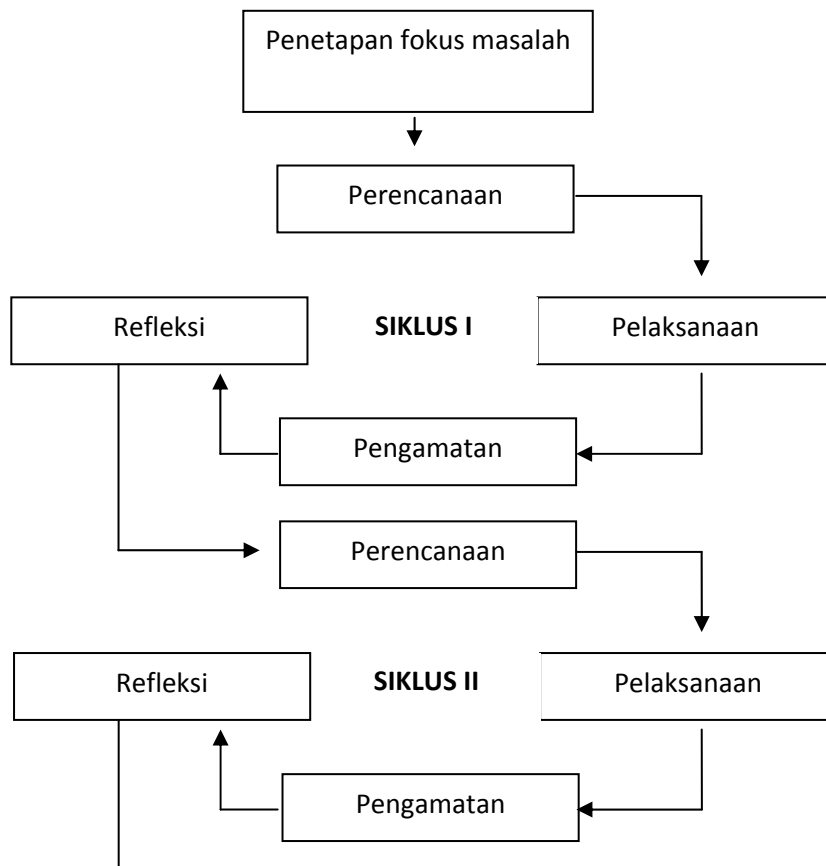 Penetapan fokus masalah
Perencanaan
Refleksi
SIKLUS I
Pelaksanaan
Pengamatan
Perencanaan
Refleksi
SIKLUS II
Pelaksanaan
Pengamatan